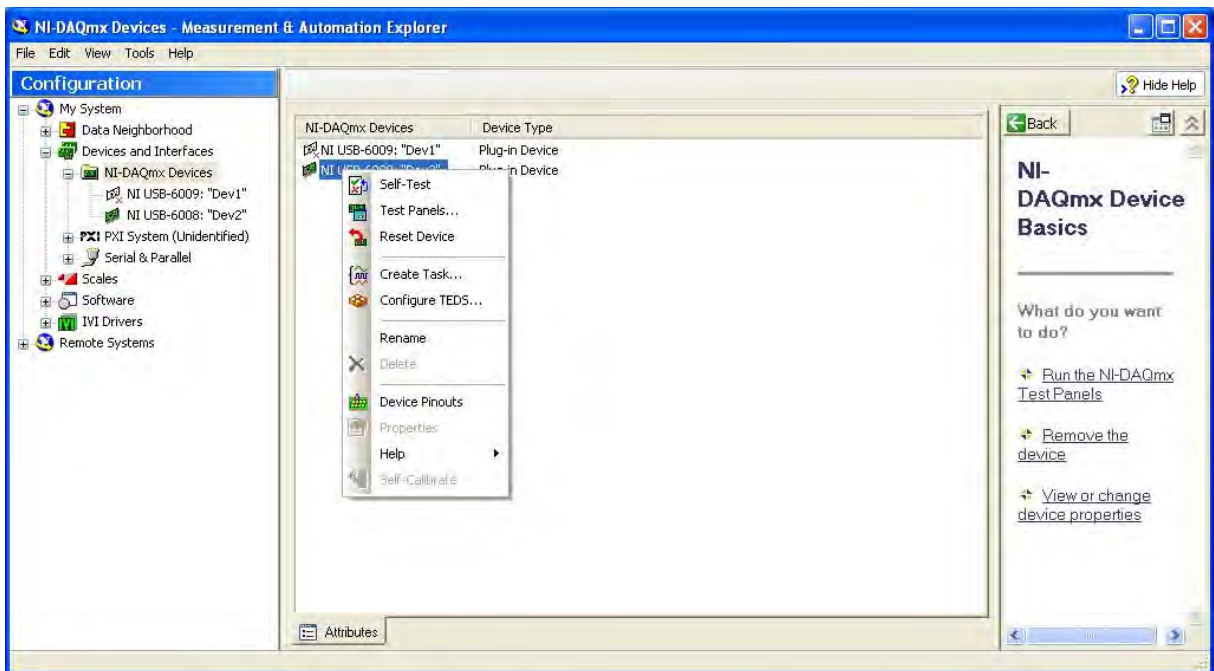 NI-DAQmx Devices - Measurement & Automation Explorer
File Edit View Tools Help
Configuration
Hide Help
My System
Data Neighborhood
Devices and Interfaces
NI-DAQmx Devices
NI USB-6009: "Dev1"
NI USB-6008: "Dev2"
PXI PXI System (Unidentified)
Serial & Parallel
Scales
Software
IVI Drivers
Remote Systems
NI-DAQmx Devices Device Type
NI USB-6009: "Dev1" Plug-in Device
NI Device
Self-Test
Test Panels...
Reset Device
Create Task...
Configure TEDS...
Rename
Delete
Device Pinouts
Properties
Help
Self-Calibrate
Attributes
Back
NI-
DAQmx Device
Basics
What do you want
to do?
Run the NI-DAQmx
Test Panels
Remove the
device
View or change
device properties